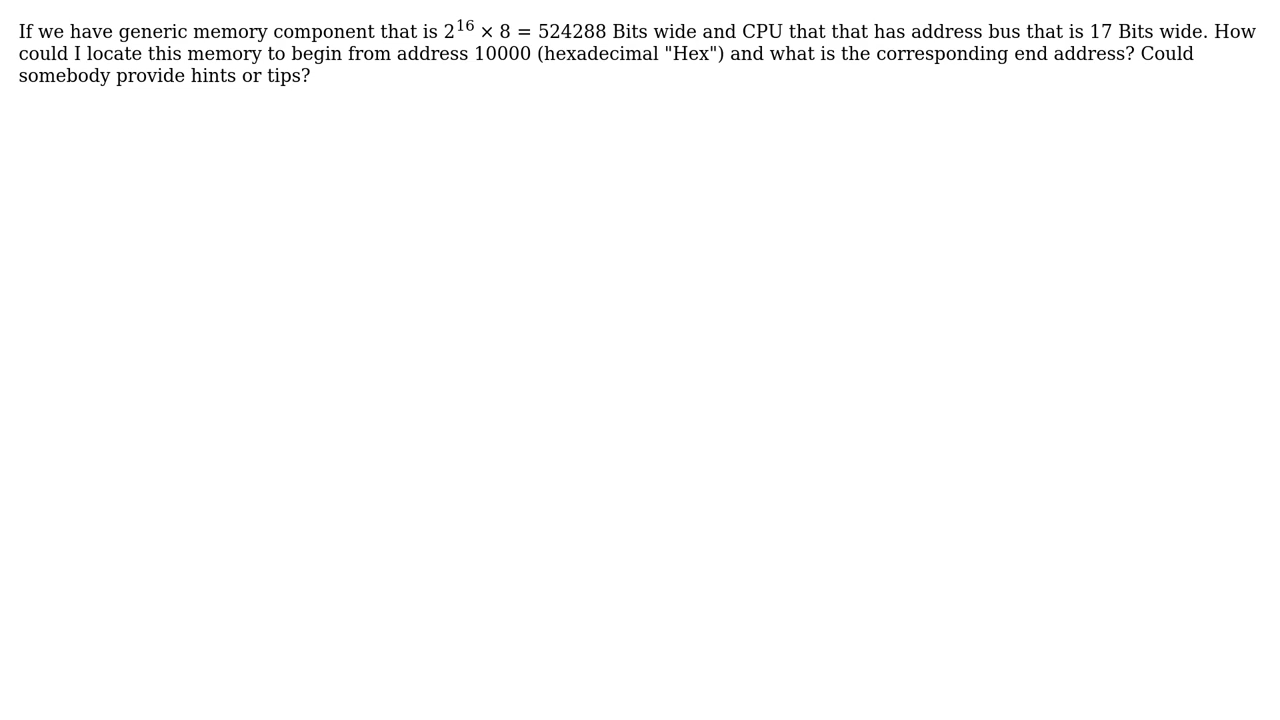 If we have generic memory component that is 2^16 × 8 = 524288 Bits wide and CPU that that has address bus that is 17 Bits wide. How
could I locate this memory to begin from address 10000 (hexadecimal "Hex") and what is the corresponding end address? Could
somebody provide hints or tips?